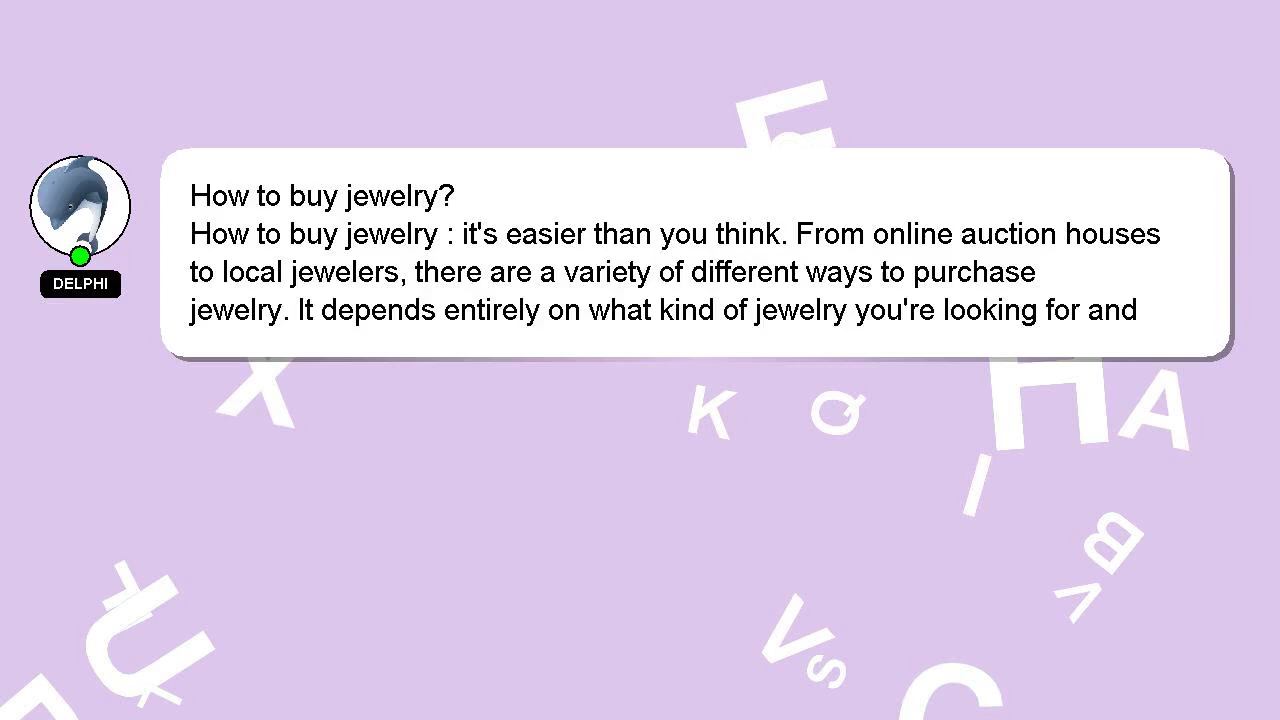 How to buy jewelry?
How to buy jewelry : it's easier than you think. From online auction houses
to local jewelers, there are a variety of different ways to purchase
jewelry. It depends entirely on what kind of jewelry you're looking for and
DELPHI
X
K
Q
H
A
I
B
V
U
V
S
C